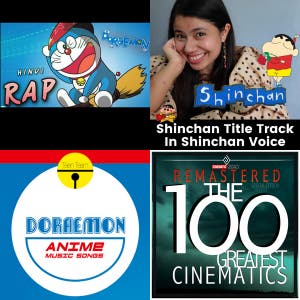 DORAEMON
HINDI
RAP
Shinchan
Shinchan Title Track
In Shinchan Voice
Teen Team
DORAEMON
ANIME
MUSIC SONGS
REMASTERED
THE
100
GREATEST
CINEMATICS